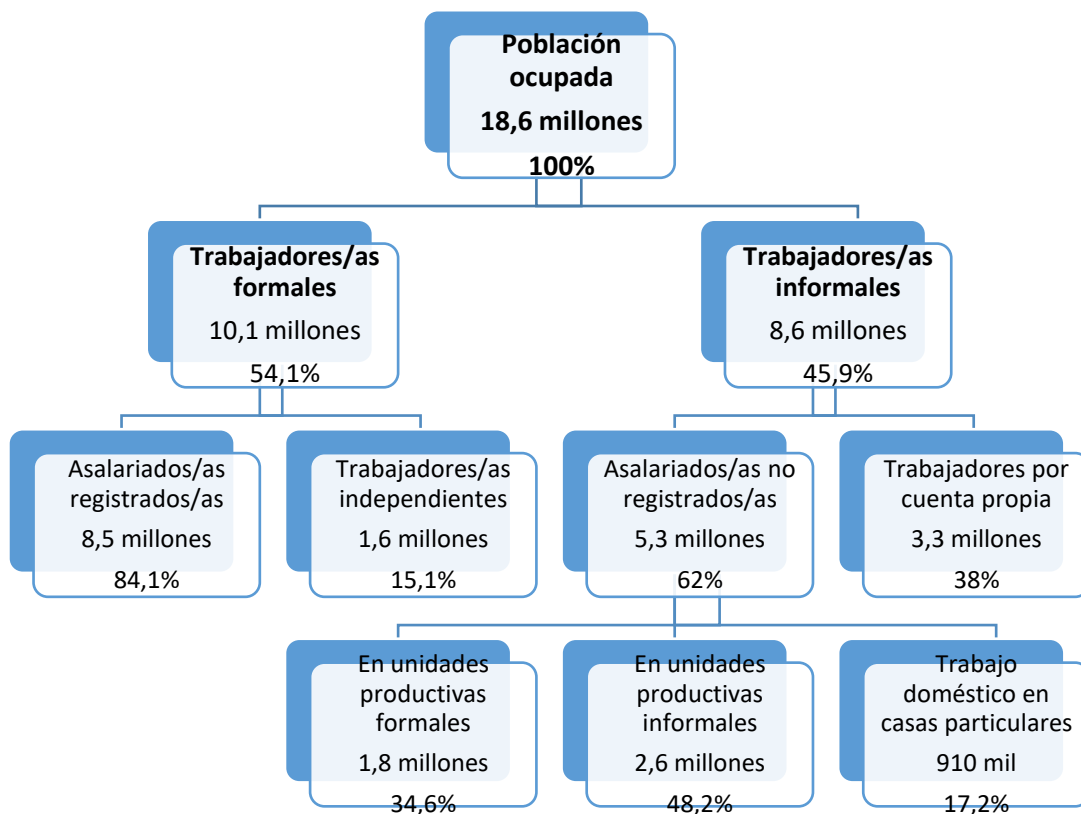 Población
ocupada
18,6 millones
100%
Trabajadores/as
formales
10,1 millones
54,1%
Trabajadores/as
informales
8,6 millones
45,9%
Asalariados/as
registrados/as
8,5 millones
84,1%
Trabajadores/as
independientes
1,6 millones
15,1%
Asalariados/as no
registrados/as
5,3 millones
62%
Trabajadores por
cuenta propia
3,3 millones
38%
En unidades
productivas
formales
1,8 millones
34,6%
En unidades
productivas
informales
2,6 millones
48,2%
Trabajo
doméstico en
casas particulares
910 mil
17,2%